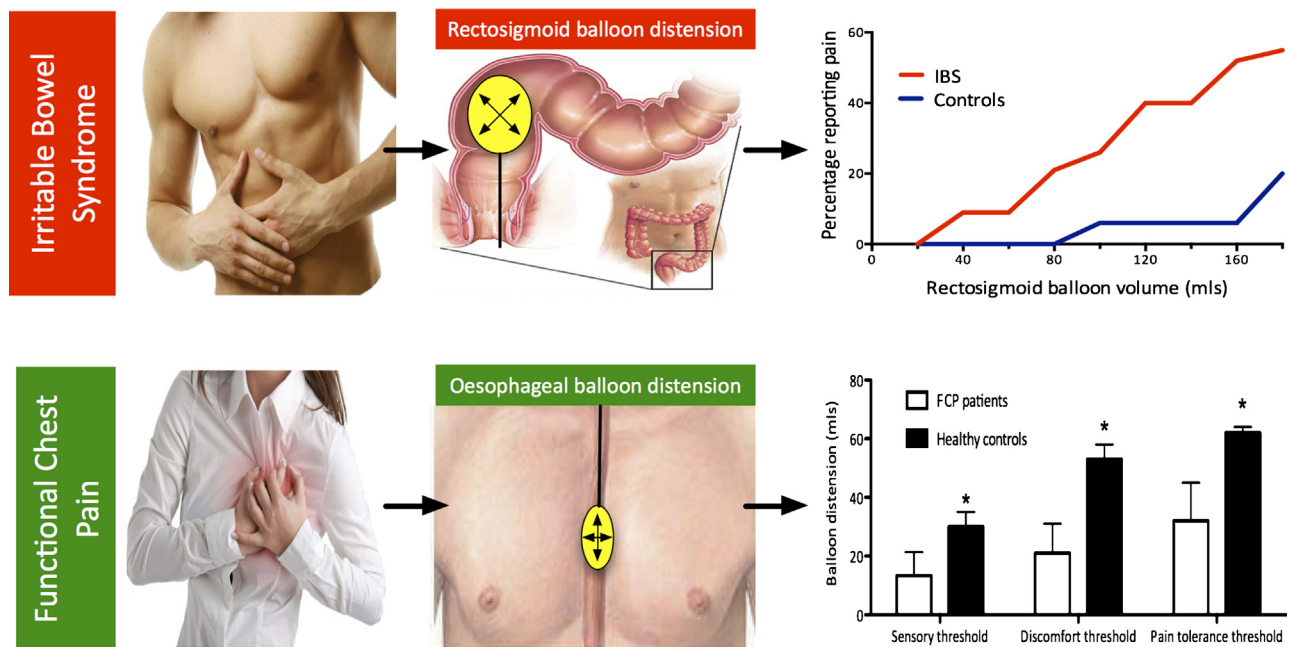 Irritable Bowel
Syndrome
Rectosigmoid balloon distension
Percentage reporting pain
60
40
20
0
IBS
Controls
0
40
80
120
160
Rectosigmoid balloon volume (mls)
Functional Chest
Pain
Oesophageal balloon distension
Balloon distension (mls)
80
60
40
20
0
FCP patients
Healthy controls
*
*
*
Sensory threshold
Discomfort threshold
Pain tolerance threshold